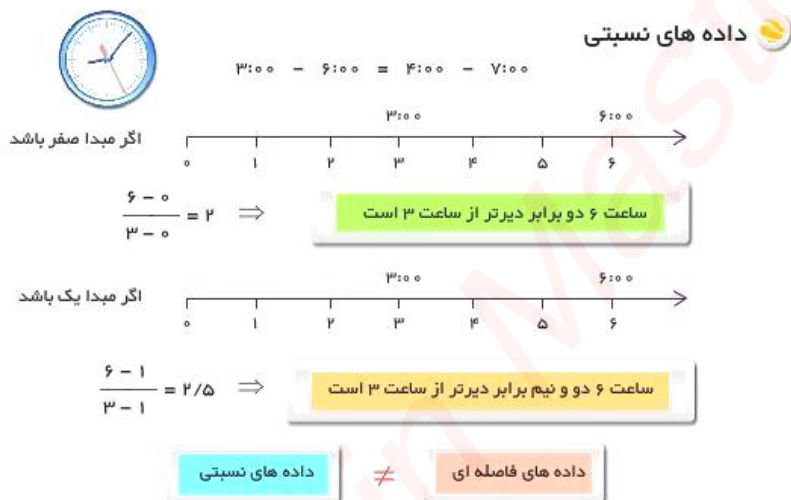 داده های نسبتی
۳:۰۰ - ۶:۰۰ = ۴:۰۰ - ۷:۰۰
۳:۰۰ ۶:۰۰
اگر مبدا صفر باشد
۰ ۱ ۲ ۳ ۴ ۵ ۶
۶ - ۰
۳ - ۰
= ۲ ⇒
ساعت ۶ دو برابر دیرتر از ساعت ۳ است
۳:۰۰ ۶:۰۰
اگر مبدا یک باشد
۰ ۱ ۲ ۳ ۴ ۵ ۶
۶ - ۱
۳ - ۱
= ۲/۵ ⇒
ساعت ۶ دو و نیم برابر دیرتر از ساعت ۳ است
داده های فاصله ای ≠ داده های نسبتی